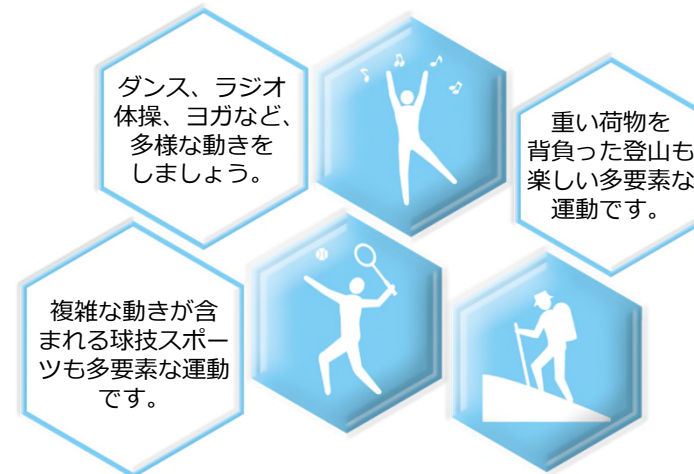 ダンス、ラジオ
体操、ヨガなど、
多様な動きを
しましょう。
重い荷物を
背負った登山も
楽しい多要素な
運動です。
複雑な動きが含
まれる球技スポー
ツも多要素な運動
です。